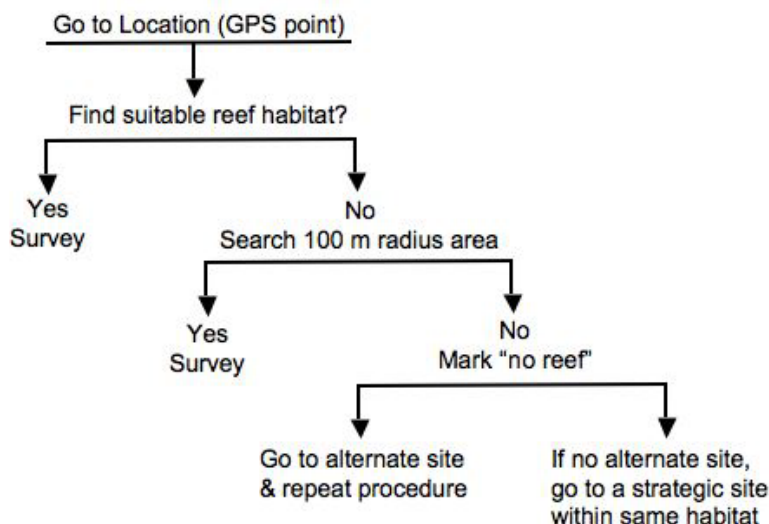 Go to Location (GPS point)
Find suitable reef habitat?
Yes
Survey
No
Search 100 m radius area
Yes
Survey
No
Mark “no reef”
Go to alternate site
& repeat procedure
If no alternate site,
go to a strategic site
within same habitat